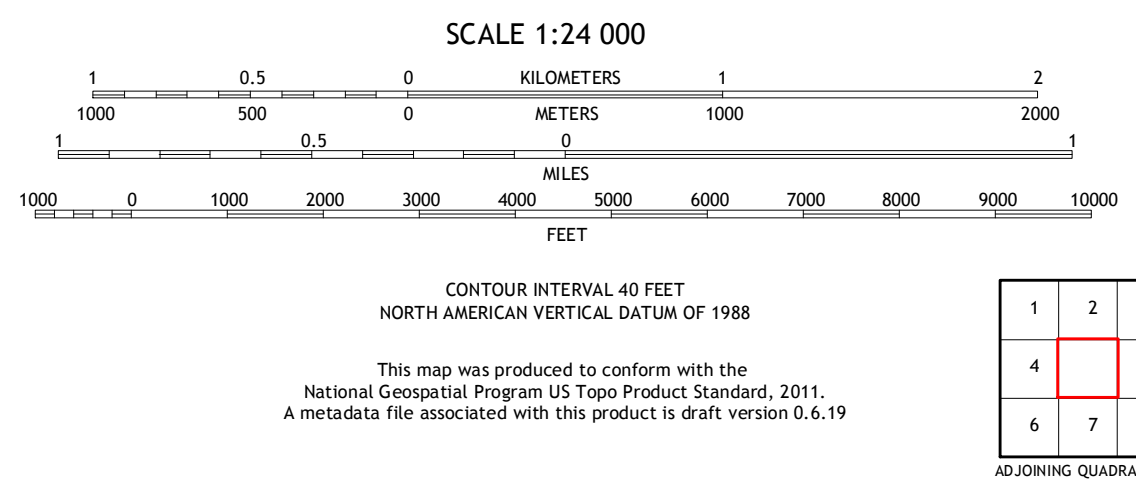 SCALE 1:24 000
1 0.5 0 KILOMETERS 1 2
1000 500 0 METERS 1000 2000
1 0.5 0 1
MILES
1000 0 1000 2000 3000 4000 5000 6000 7000 8000 9000 10000
FEET
CONTOUR INTERVAL 40 FEET
NORTH AMERICAN VERTICAL DATUM OF 1988
This map was produced to conform with the
National Geospatial Program US Topo Product Standard, 2011.
A metadata file associated with this product is draft version 0.6.19
1 2
4
6 7
ADJOINING QUADRA